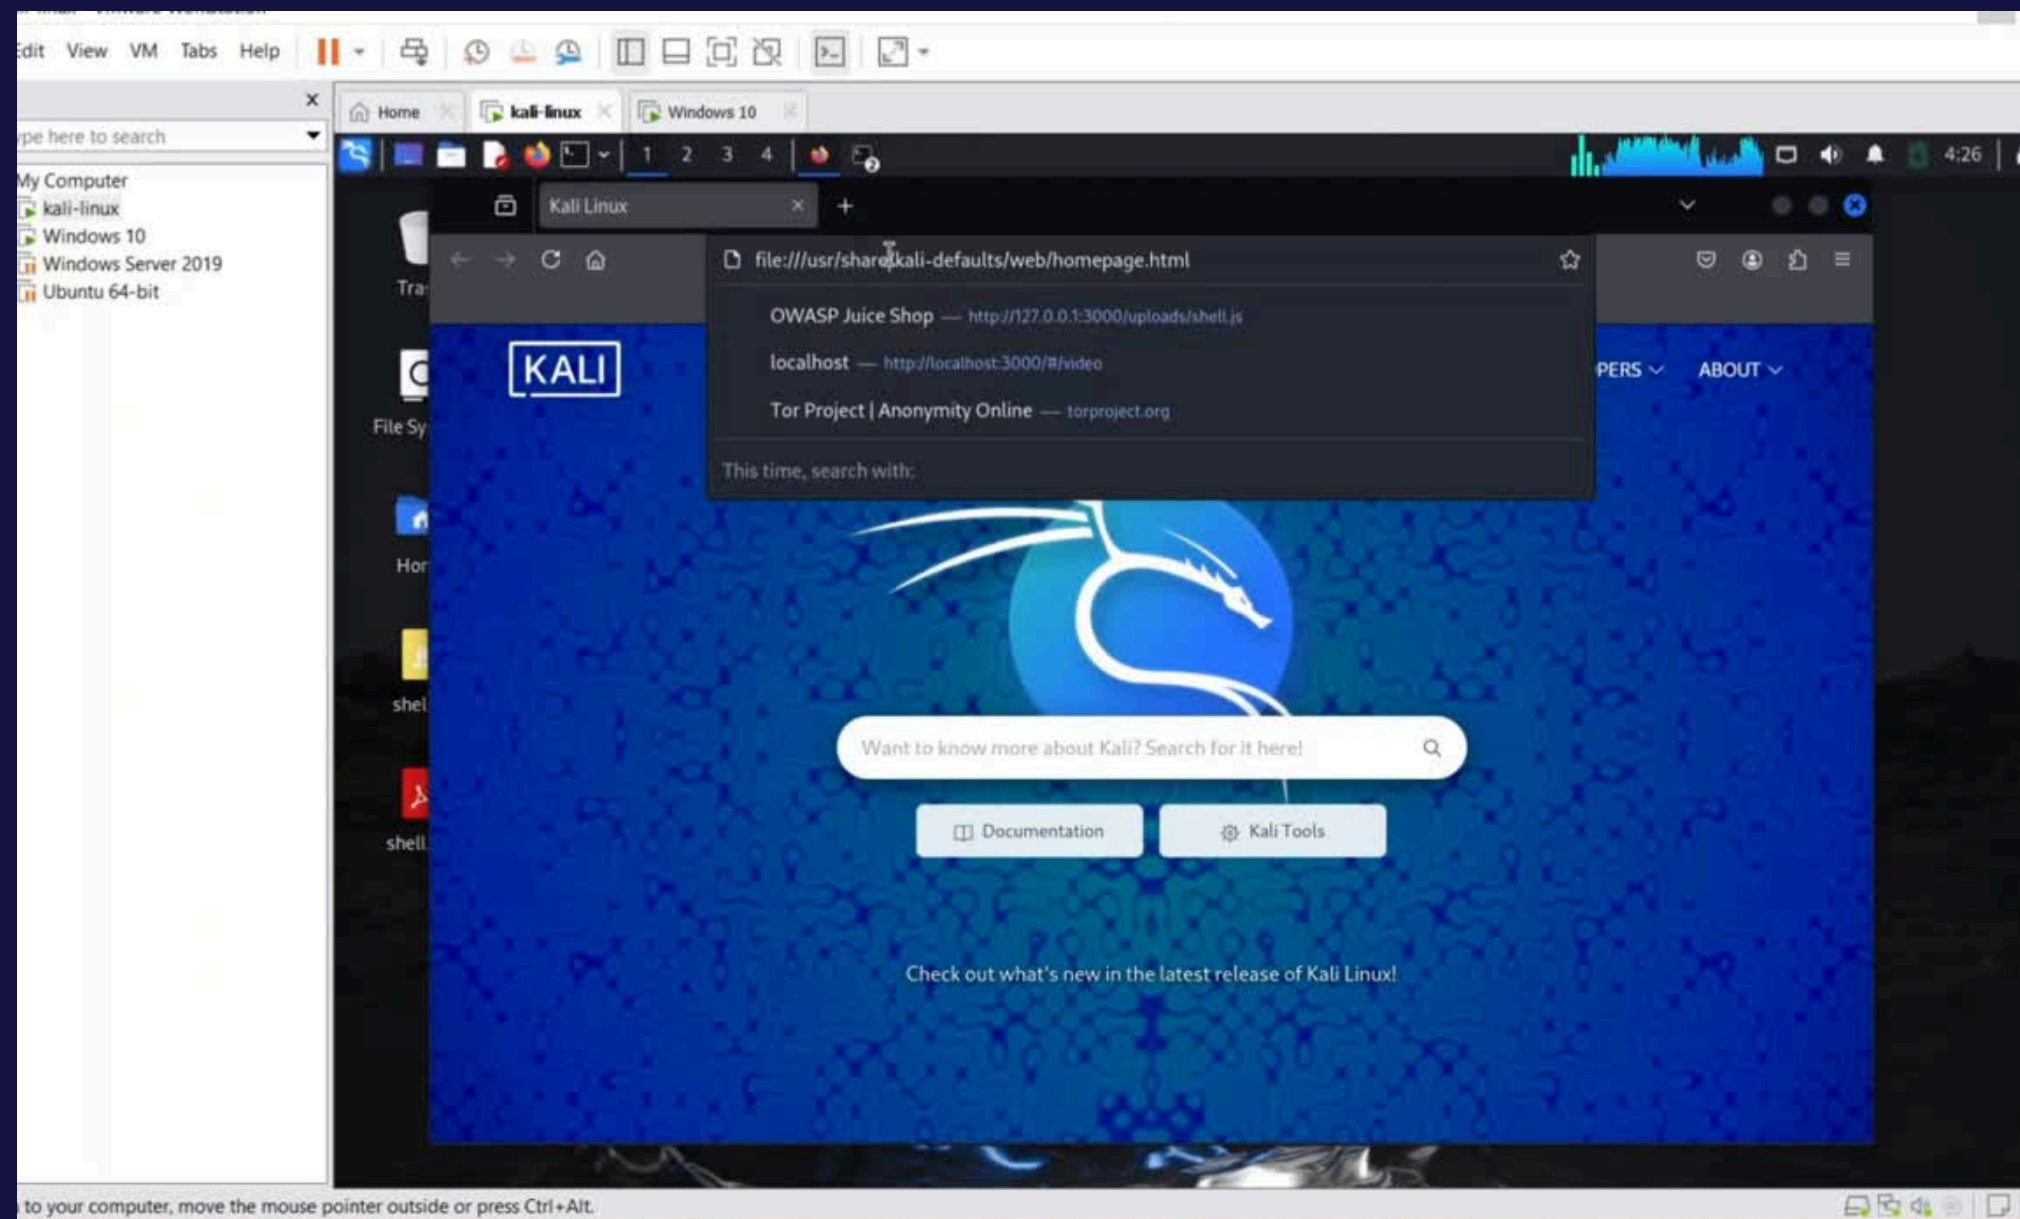 Edit View VM Tabs Help
Home kali-linux Windows 10
type here to search
1 2 3 4 2 4:26
My Computer
kali-linux
Windows 10
Windows Server 2019
Ubuntu 64-bit
Kali Linux
file:///usr/share/kali-defaults/web/homepage.html
Tra
OWASP Juice Shop — http://127.0.0.1:3000/uploads/shell.js
localhost — http://localhost:3000/#/video
Tor Project | Anonymity Online — torproject.org
This time, search with:
KALI
PERS ABOUT
File Sy
Hor
shel
shell
Want to know more about Kali? Search for it here!
Documentation Kali Tools
Check out what's new in the latest release of Kali Linux!
to your computer, move the mouse pointer outside or press Ctrl+Alt.